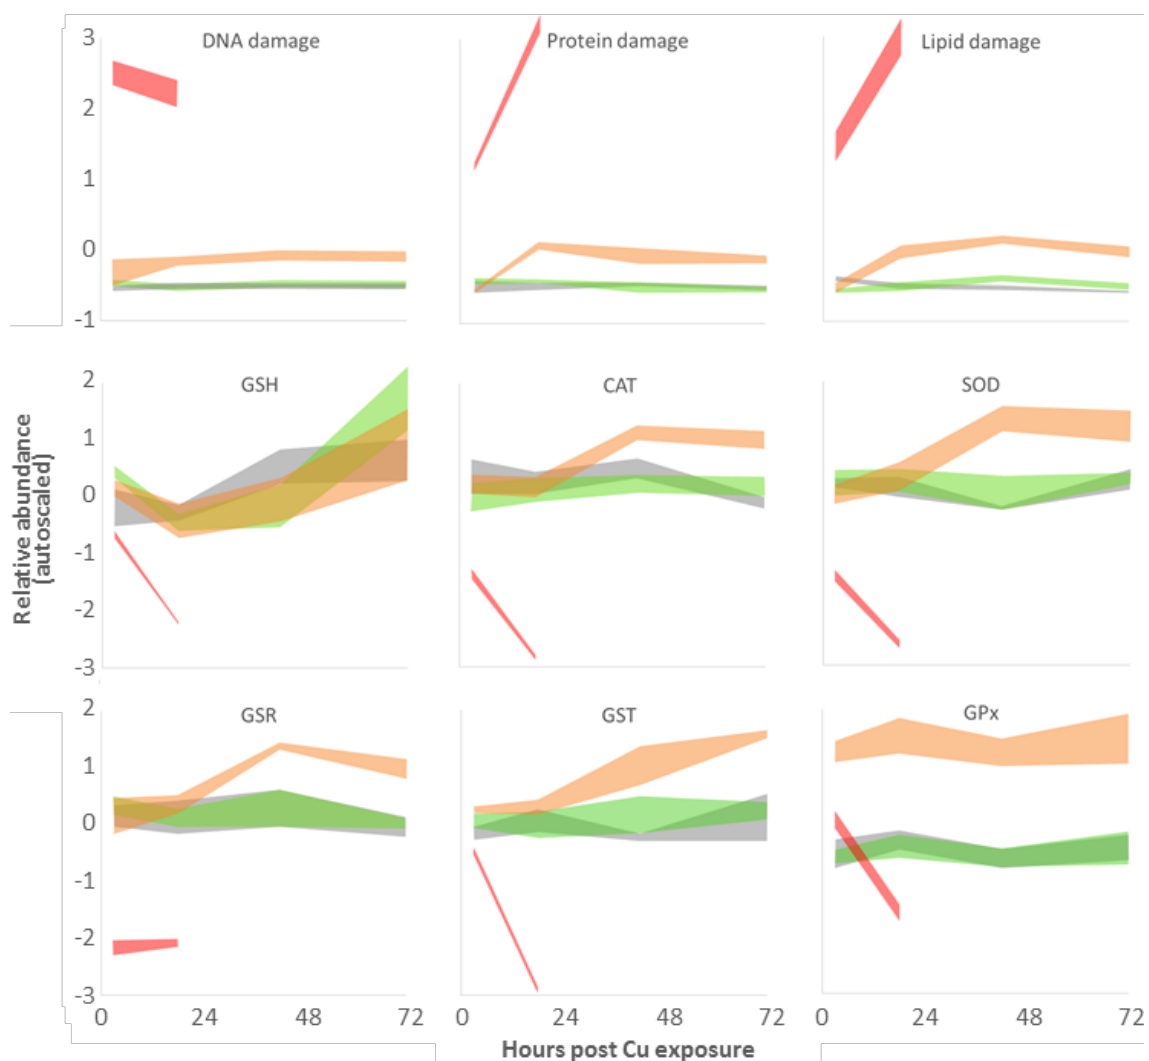 DNA damage
Protein damage
Lipid damage
3
2
1
0
-1
GSH
CAT
SOD
2
1
0
-1
-2
-3
Relative abundance
(autoscaled)
GSR
GST
GPx
2
1
0
-1
-2
-3
0 24 48 72
0 24 48 72
0 24 48 72
Hours post Cu exposure